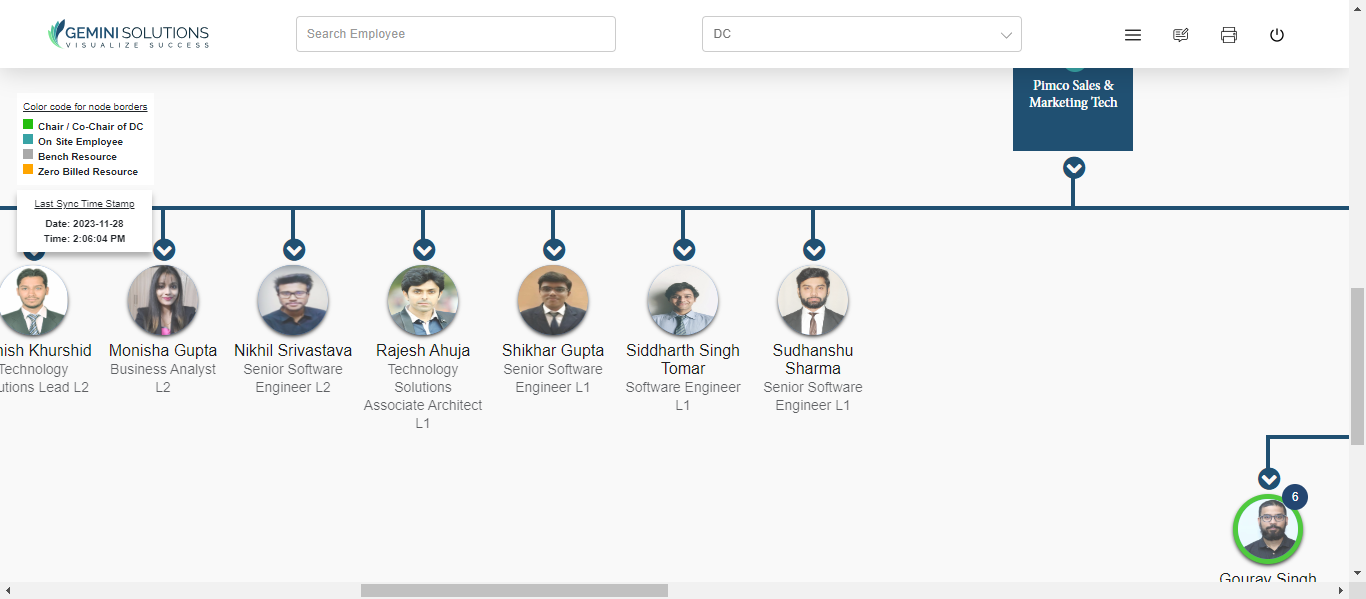 GEMINI SOLUTIONS
VISUALIZE SUCCESS
Search Employee
DC
Pimco Sales &
Marketing Tech
Color code for node borders
Chair / Co-Chair of DC
On Site Employee
Bench Resource
Zero Billed Resource
Last Sync Time Stamp
Date: 2023-11-28
Time: 2:06:04 PM
Khurshid
Technology
Lead L2
Monisha Gupta
Business Analyst
L2
Nikhil Srivastava
Senior Software
Engineer L2
Rajesh Ahuja
Technology
Solutions
Associate Architect
L1
Shikhar Gupta
Senior Software
Engineer L1
Siddharth Singh
Tomar
Software Engineer
L1
Sudhanshu
Sharma
Senior Software
Engineer L1
6
Gourav Singh